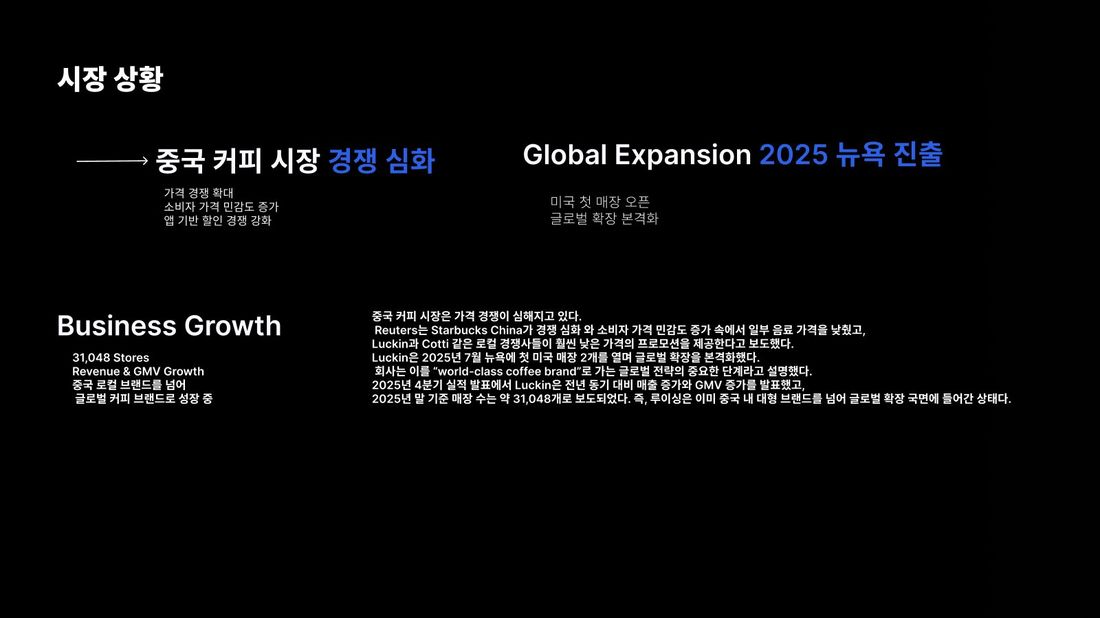 시장 상황
중국 커피 시장 경쟁 심화
가격 경쟁 확대
소비자 가격 민감도 증가
앱 기반 할인 경쟁 강화
Global Expansion 2025 뉴욕 진출
미국 첫 매장 오픈
글로벌 확장 본격화
Business Growth
31,048 Stores
Revenue & GMV Growth
중국 로컬 브랜드를 넘어
글로벌 커피 브랜드로 성장 중
중국 커피 시장은 가격 경쟁이 심해지고 있다.
Reuters는 Starbucks China가 경쟁 심화 와 소비자 가격 민감도 증가 속에서 일부 음료 가격을 낮췄고,
Luckin과 Cotti 같은 로컬 경쟁사들이 훨씬 낮은 가격의 프로모션을 제공한다고 보도했다.
Luckin은 2025년 7월 뉴욕에 첫 미국 매장 2개를 열며 글로벌 확장을 본격화했다.
회사는 이를 “world-class coffee brand”로 가는 글로벌 전략의 중요한 단계라고 설명했다.
2025년 4분기 실적 발표에서 Luckin은 전년 동기 대비 매출 증가와 GMV 증가를 발표했고,
2025년 말 기준 매장 수는 약 31,048개로 보도되었다. 즉, 루이싱은 이미 중국 내 대형 브랜드를 넘어 글로벌 확장 국면에 들어간 상태다.